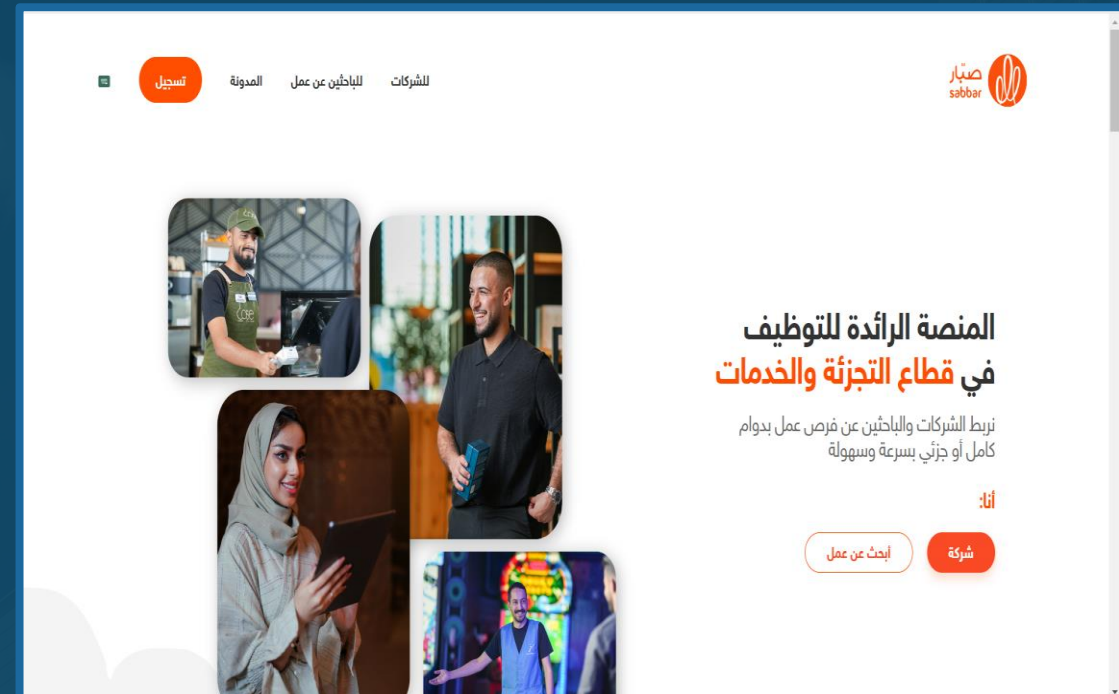 صبّار
sabbar
للشركات
للباحثين عن عمل
المدونة
تسجيل
المنصة الرائدة للتوظيف
في قطاع التجزئة والخدمات
نربط الشركات والباحثين عن فرص عمل بدوام
كامل أو جزئي بسرعة وسهولة
أنا:
شركة
أبحث عن عمل